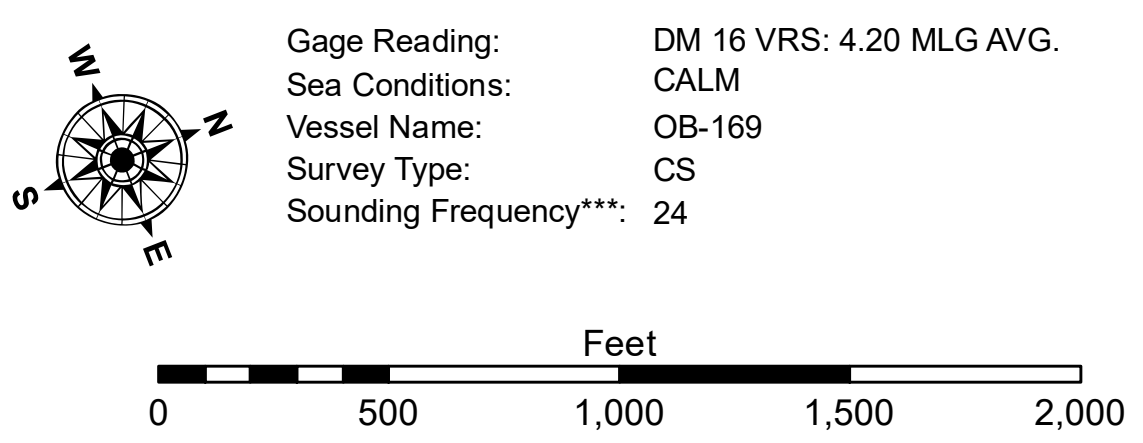 W
N
S
E
Gage Reading: DM 16 VRS: 4.20 MLG AVG.
Sea Conditions: CALM
Vessel Name: OB-169
Survey Type: CS
Sounding Frequency***: 24
Feet
0 500 1,000 1,500 2,000